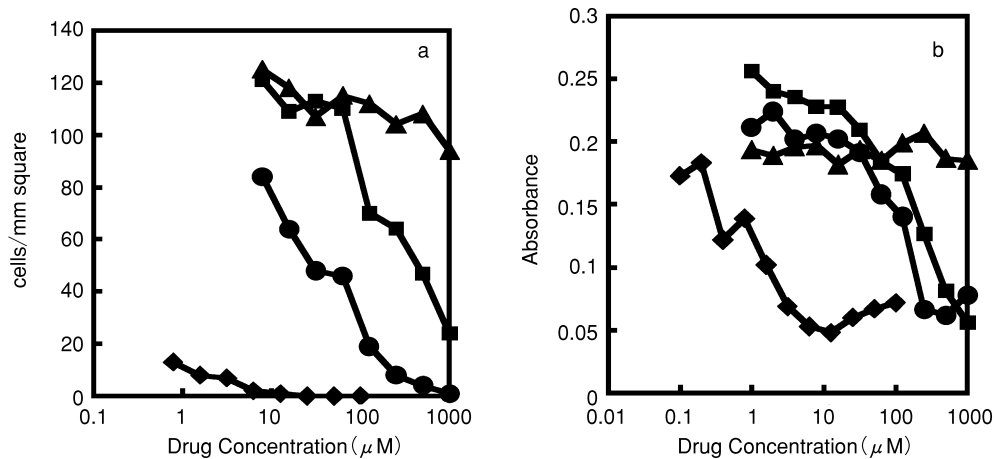 a
140
120
100
80
60
40
20
0
cells/mm square
0.1 1 10 100 1000
Drug Concentration(μM)
b
0.3
0.25
0.2
0.15
0.1
0.05
0
Absorbance
0.01 0.1 1 10 100 1000
Drug Concentration(μM)